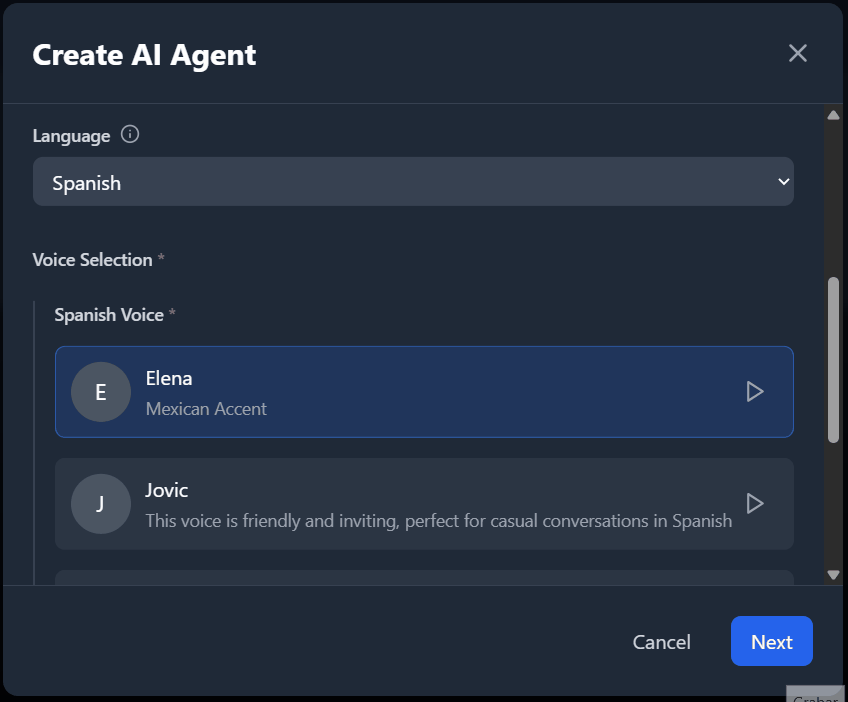 Create AI Agent
Language
Spanish
Voice Selection *
Spanish Voice *
E
Elena
Mexican Accent
J
Jovic
This voice is friendly and inviting, perfect for casual conversations in Spanish
Cancel
Next
Grabar